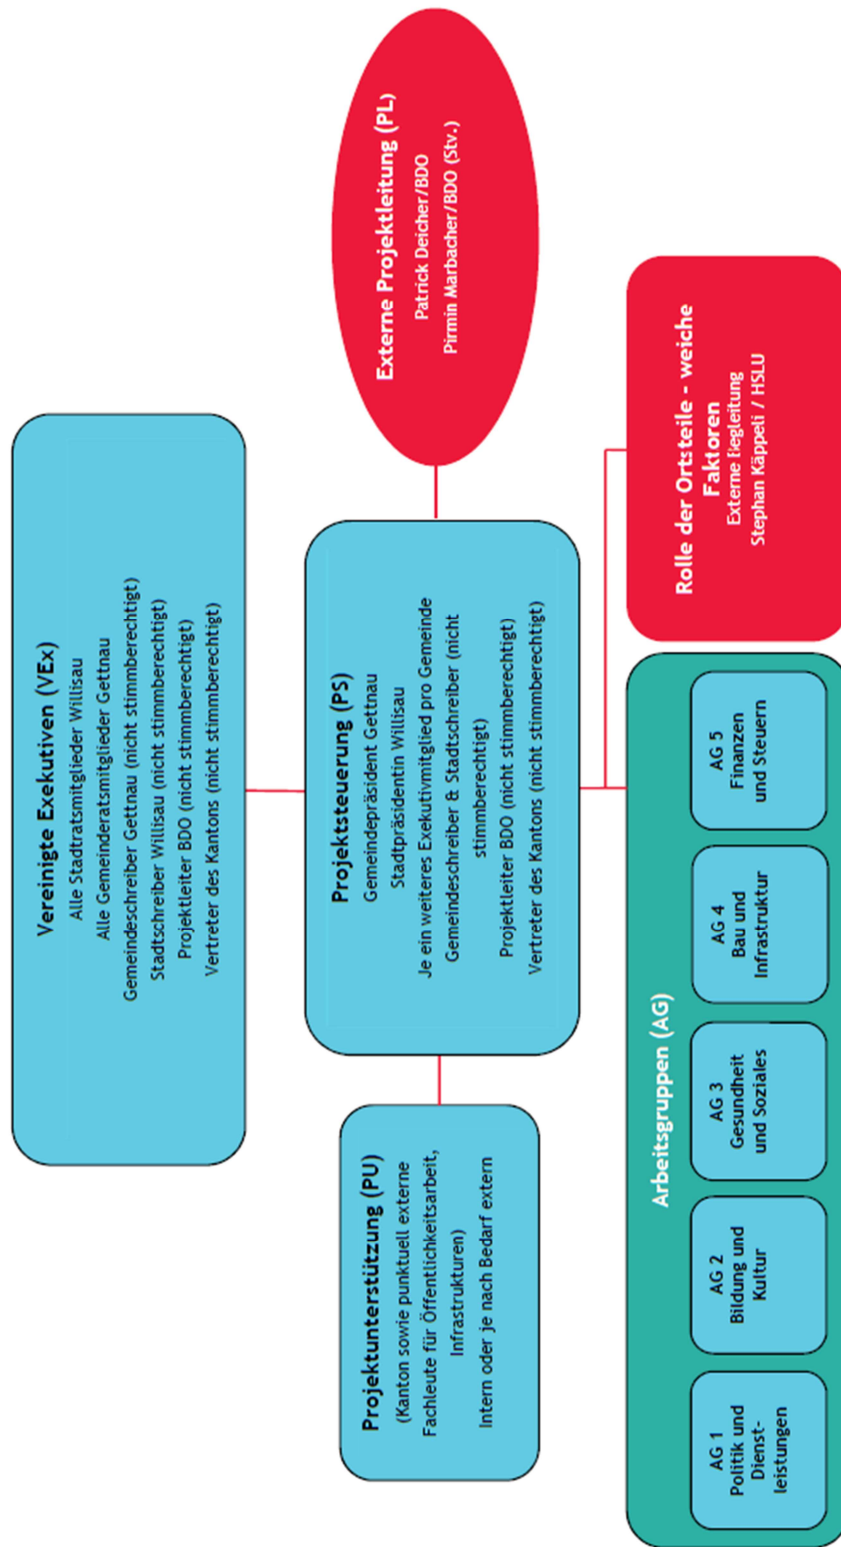 Vereinigte Exekutiven (VEx)
Alle Stadtratsmitglieder Willisau
Alle Gemeinderatsmitglieder Gettnau
Gemeindeschreiber Gettnau (nicht stimmberechtigt)
Stadtschreiber Willisau (nicht stimmberechtigt)
Projektleiter BDO (nicht stimmberechtigt)
Vertreter des Kantons (nicht stimmberechtigt)
Projektunterstützung (PU)
(Kanton sowie punktuell externe
Fachleute für Öffentlichkeitsarbeit,
Infrastrukturen)
Intern oder je nach Bedarf extern
Projektsteuerung (PS)
Gemeindepräsident Gettnau
Stadtpräsidentin Willisau
Je ein weiteres Exekutivmitglied pro Gemeinde
Gemeindeschreiber & Stadtschreiber (nicht
stimmberechtigt)
Projektleiter BDO (nicht stimmberechtigt)
Vertreter des Kantons (nicht stimmberechtigt)
Externe Projektleitung (PL)
Patrick Deicher/BDO
Pirmin Marbacher/BDO (Stv.)
Arbeitsgruppen (AG)
AG 1
Politik und
Dienst-
leistungen
AG 2
Bildung und
Kultur
AG 3
Gesundheit
und Soziales
AG 4
Bau und
Infrastruktur
AG 5
Finanzen
und Steuern
Rolle der Ortsteile - weiche
Faktoren
Externe Begleitung
Stephan Käppeli / HSLU